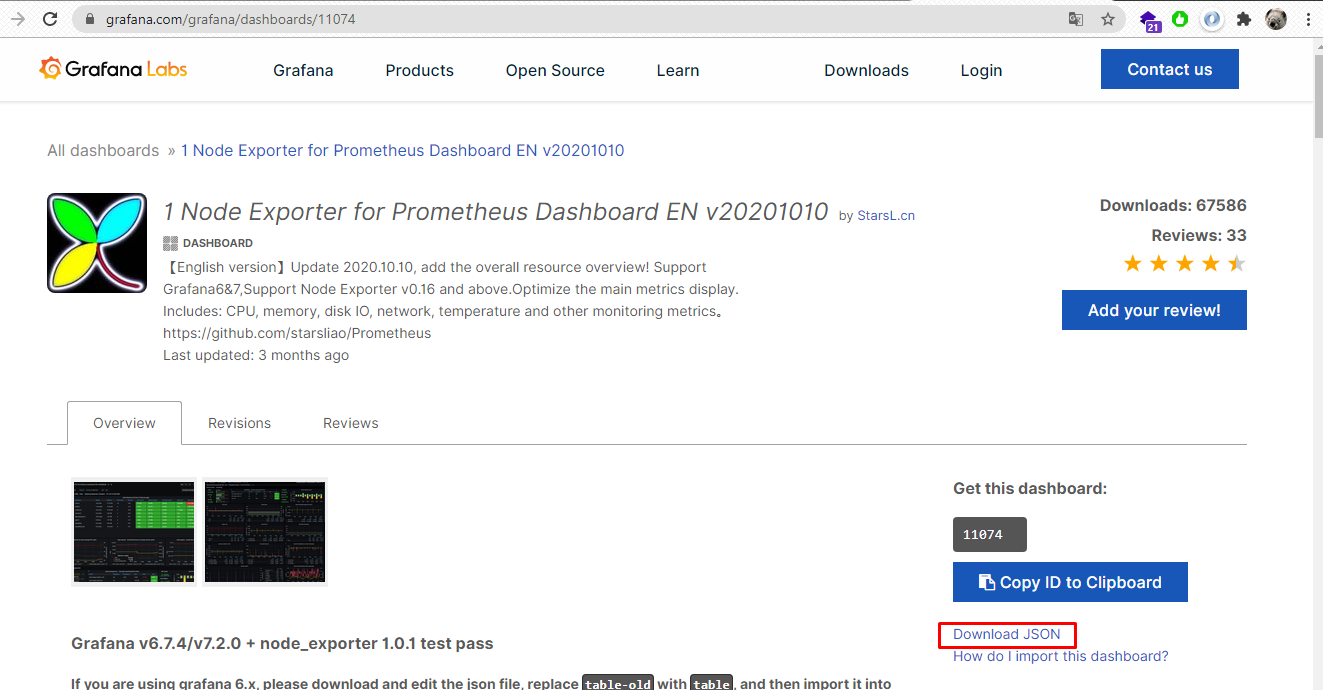 grafana.com/grafana/dashboards/11074
21
Grafana Labs
Grafana
Products
Open Source
Learn
Downloads
Login
Contact us
All dashboards » 1 Node Exporter for Prometheus Dashboard EN v20201010
1 Node Exporter for Prometheus Dashboard EN v20201010 by StarsL.cn
DASHBOARD
【English version】Update 2020.10.10, add the overall resource overview! Support
Grafana6&7,Support Node Exporter v0.16 and above.Optimize the main metrics display.
Includes: CPU, memory, disk IO, network, temperature and other monitoring metrics。
https://github.com/starsliao/Prometheus
Last updated: 3 months ago
Downloads: 67586
Reviews: 33
Add your review!
Overview
Revisions
Reviews
Get this dashboard:
11074
Copy ID to Clipboard
Download JSON
How do I import this dashboard?
Grafana v6.7.4/v7.2.0 + node_exporter 1.0.1 test pass
If you are using grafana 6.x, please download and edit the json file, replace table-old with table, and then import it into